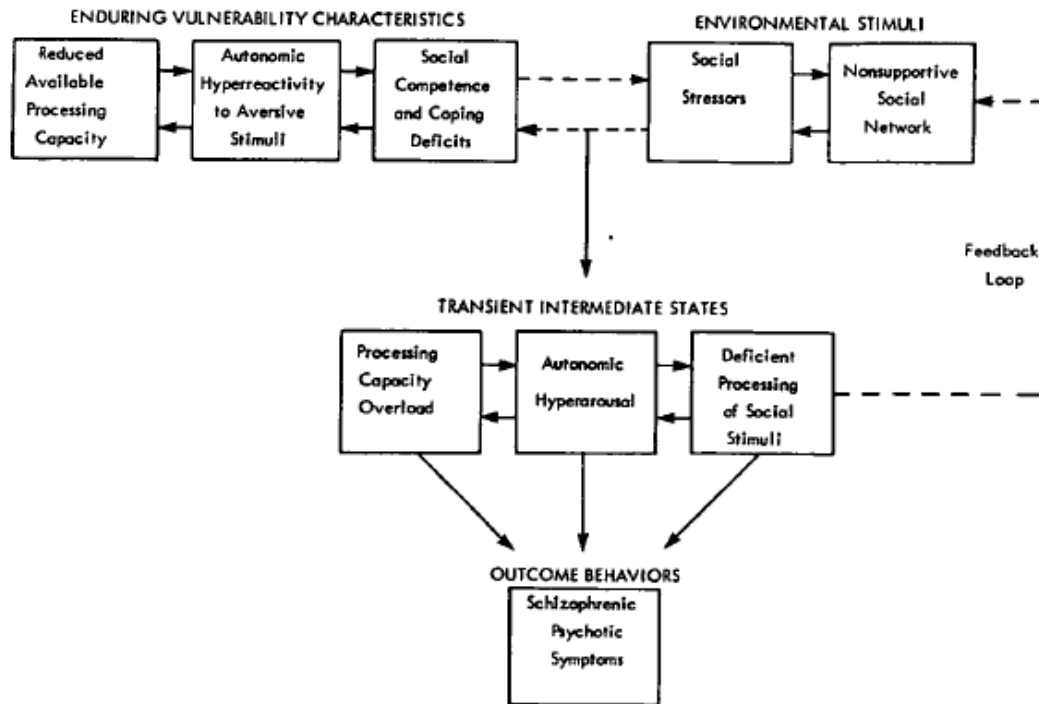 ENDURING VULNERABILITY CHARACTERISTICS
Reduced
Available
Processing
Capacity
Autonomic
Hyperreactivity
to Aversive
Stimuli
Social
Competence
and Coping
Deficits
ENVIRONMENTAL STIMULI
Social
Stressors
Nonsupportive
Social
Network
Feedback
Loop
TRANSIENT INTERMEDIATE STATES
Processing
Capacity
Overload
Autonomic
Hyperarousal
Deficient
Processing
of Social
Stimuli
OUTCOME BEHAVIORS
Schizophrenic
Psychotic
Symptoms